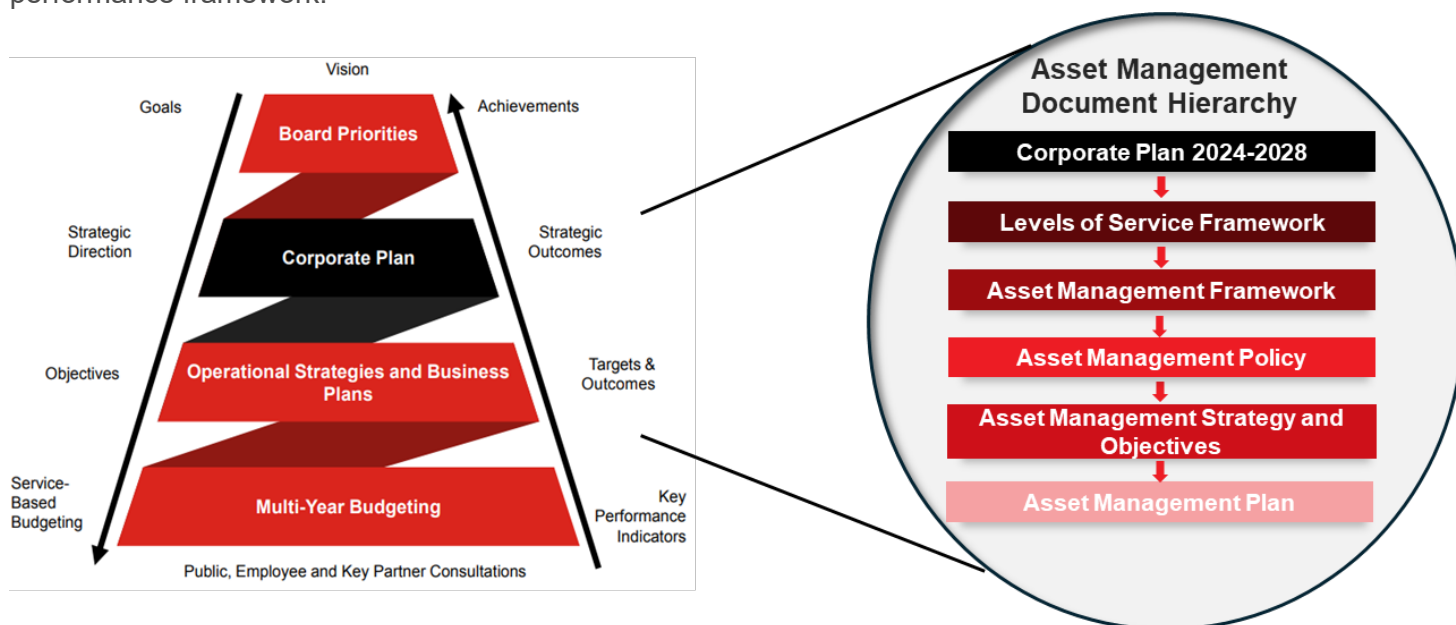 performance framework.
Vision
Goals
Achievements
Board Priorities
Strategic
Direction
Strategic
Outcomes
Corporate Plan
Objectives
Operational Strategies and Business
Plans
Targets &
Outcomes
Service-
Based
Budgeting
Multi-Year Budgeting
Key
Performance
Indicators
Public, Employee and Key Partner Consultations
Asset Management
Document Hierarchy
Corporate Plan 2024-2028
Levels of Service Framework
Asset Management Framework
Asset Management Policy
Asset Management Strategy and
Objectives
Asset Management Plan